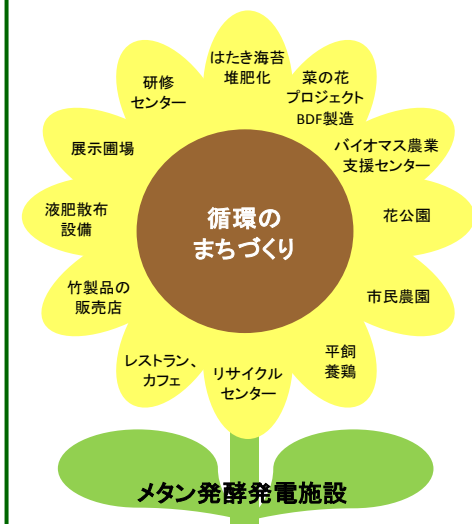 はたき海苔
堆肥化
菜の花
プロジェクト
BDF製造
バイオマス農業
支援センター
花公園
市民農園
平飼
養鶏
リサイクル
センター
レストラン、
カフェ
竹製品の
販売店
液肥散布
設備
展示圃場
研修
センター
循環の
まちづくり
メタン発酵発電施設